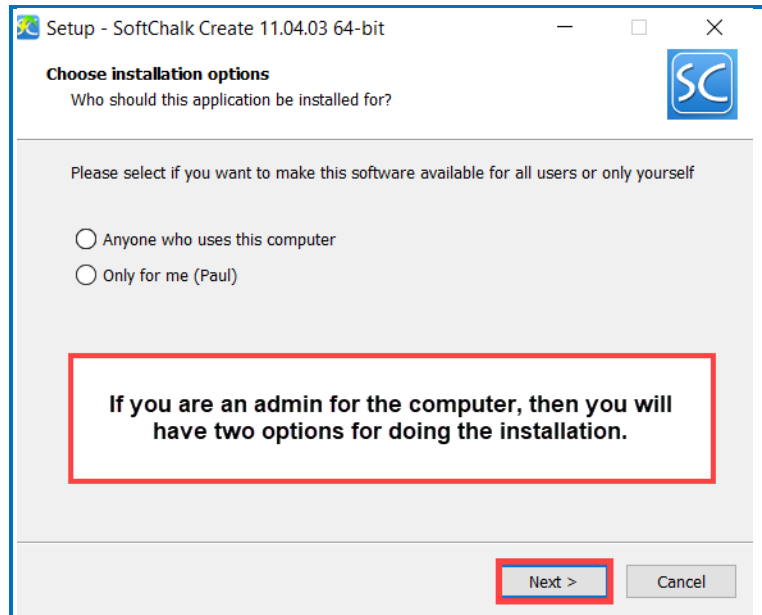 Setup - SoftChalk Create 11.04.03 64-bit
Choose installation options
Who should this application be installed for?
SC
Please select if you want to make this software available for all users or only yourself
Anyone who uses this computer
Only for me (Paul)
If you are an admin for the computer, then you will
have two options for doing the installation.
Next >
Cancel